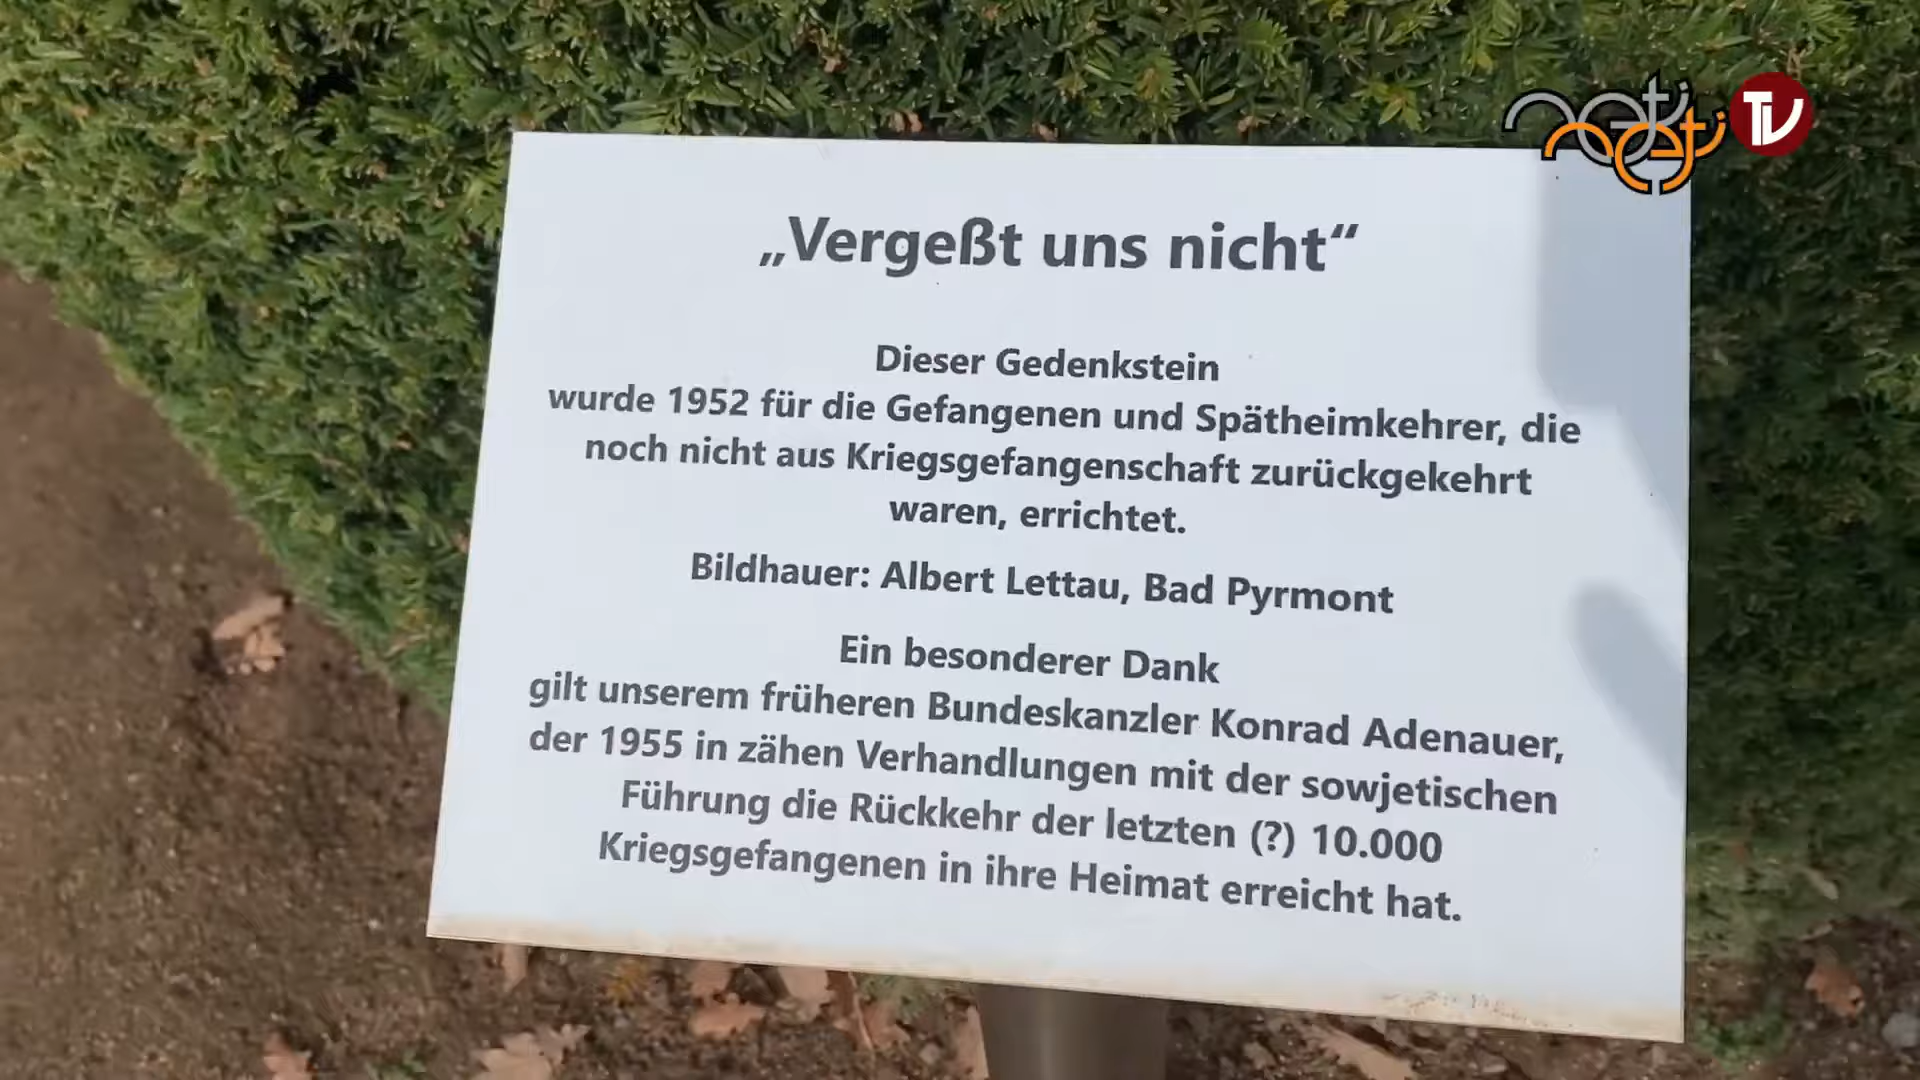 „Vergeßt uns nicht“
Dieser Gedenkstein
wurde 1952 für die Gefangenen und Spätheimkehrer, die
noch nicht aus Kriegsgefangenschaft zurückgekehrt
waren, errichtet.
Bildhauer: Albert Lettau, Bad Pyrmont
Ein besonderer Dank
gilt unserem früheren Bundeskanzler Konrad Adenauer,
der 1955 in zähen Verhandlungen mit der sowjetischen
Führung die Rückkehr der letzten (?) 10.000
Kriegsgefangenen in ihre Heimat erreicht hat.